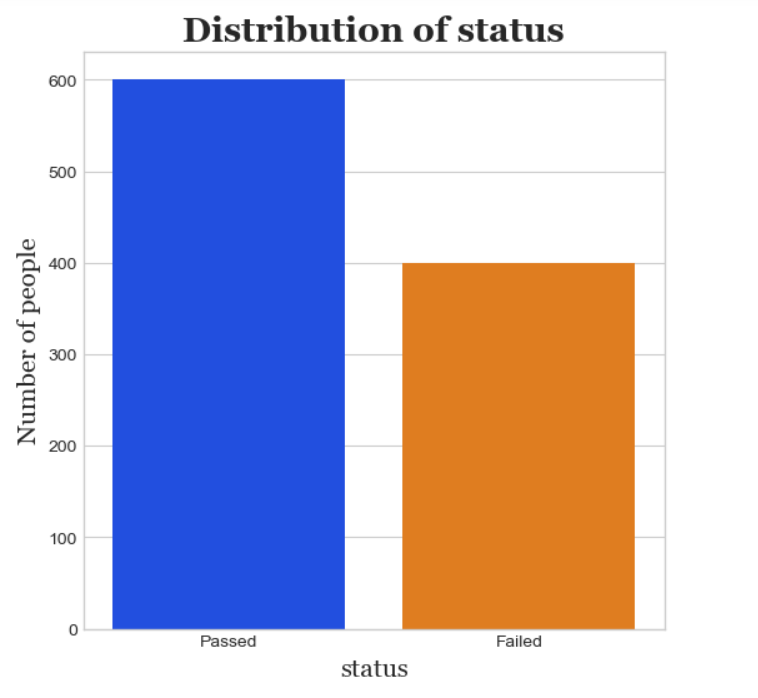 Distribution of status
Number of people
600
500
400
300
200
100
0
Passed
Failed
status